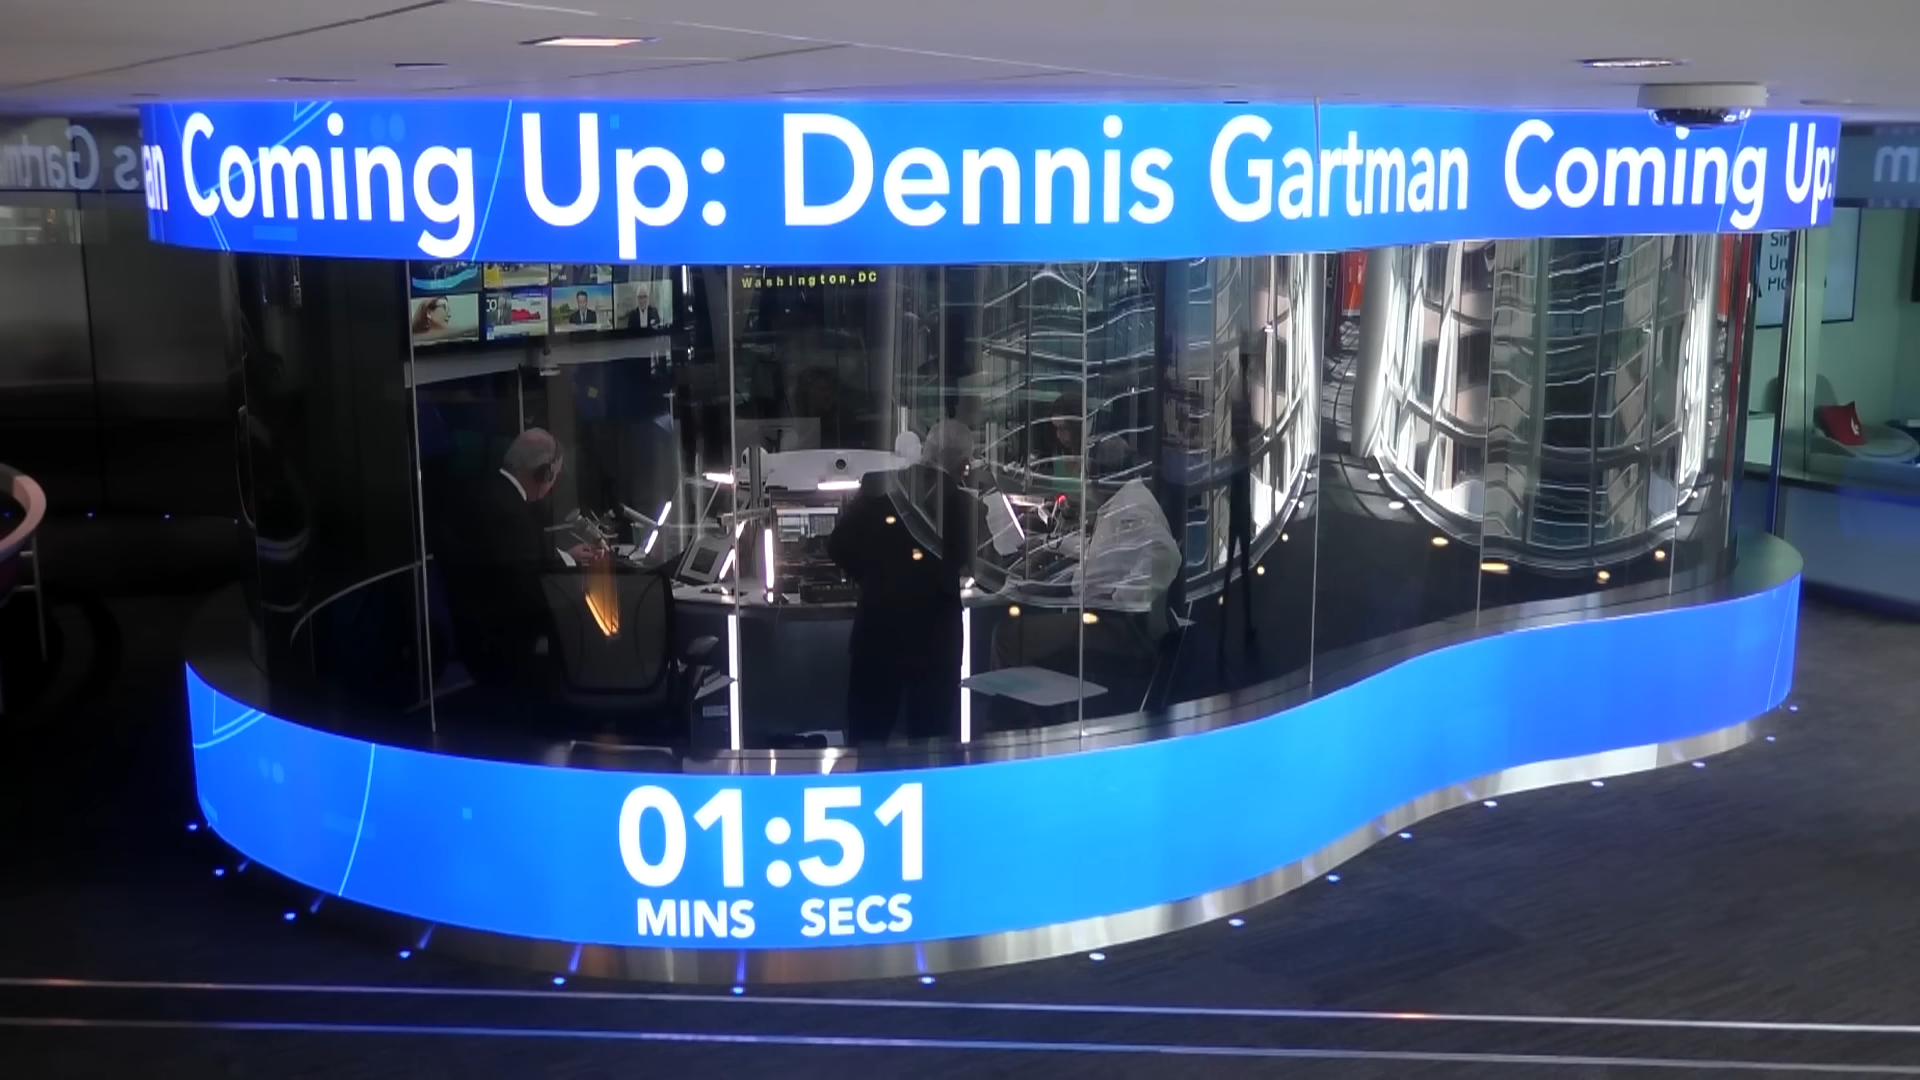 Coming Up: Dennis Gartman Coming Up:
Washington,DC
01:51
MINS SECS